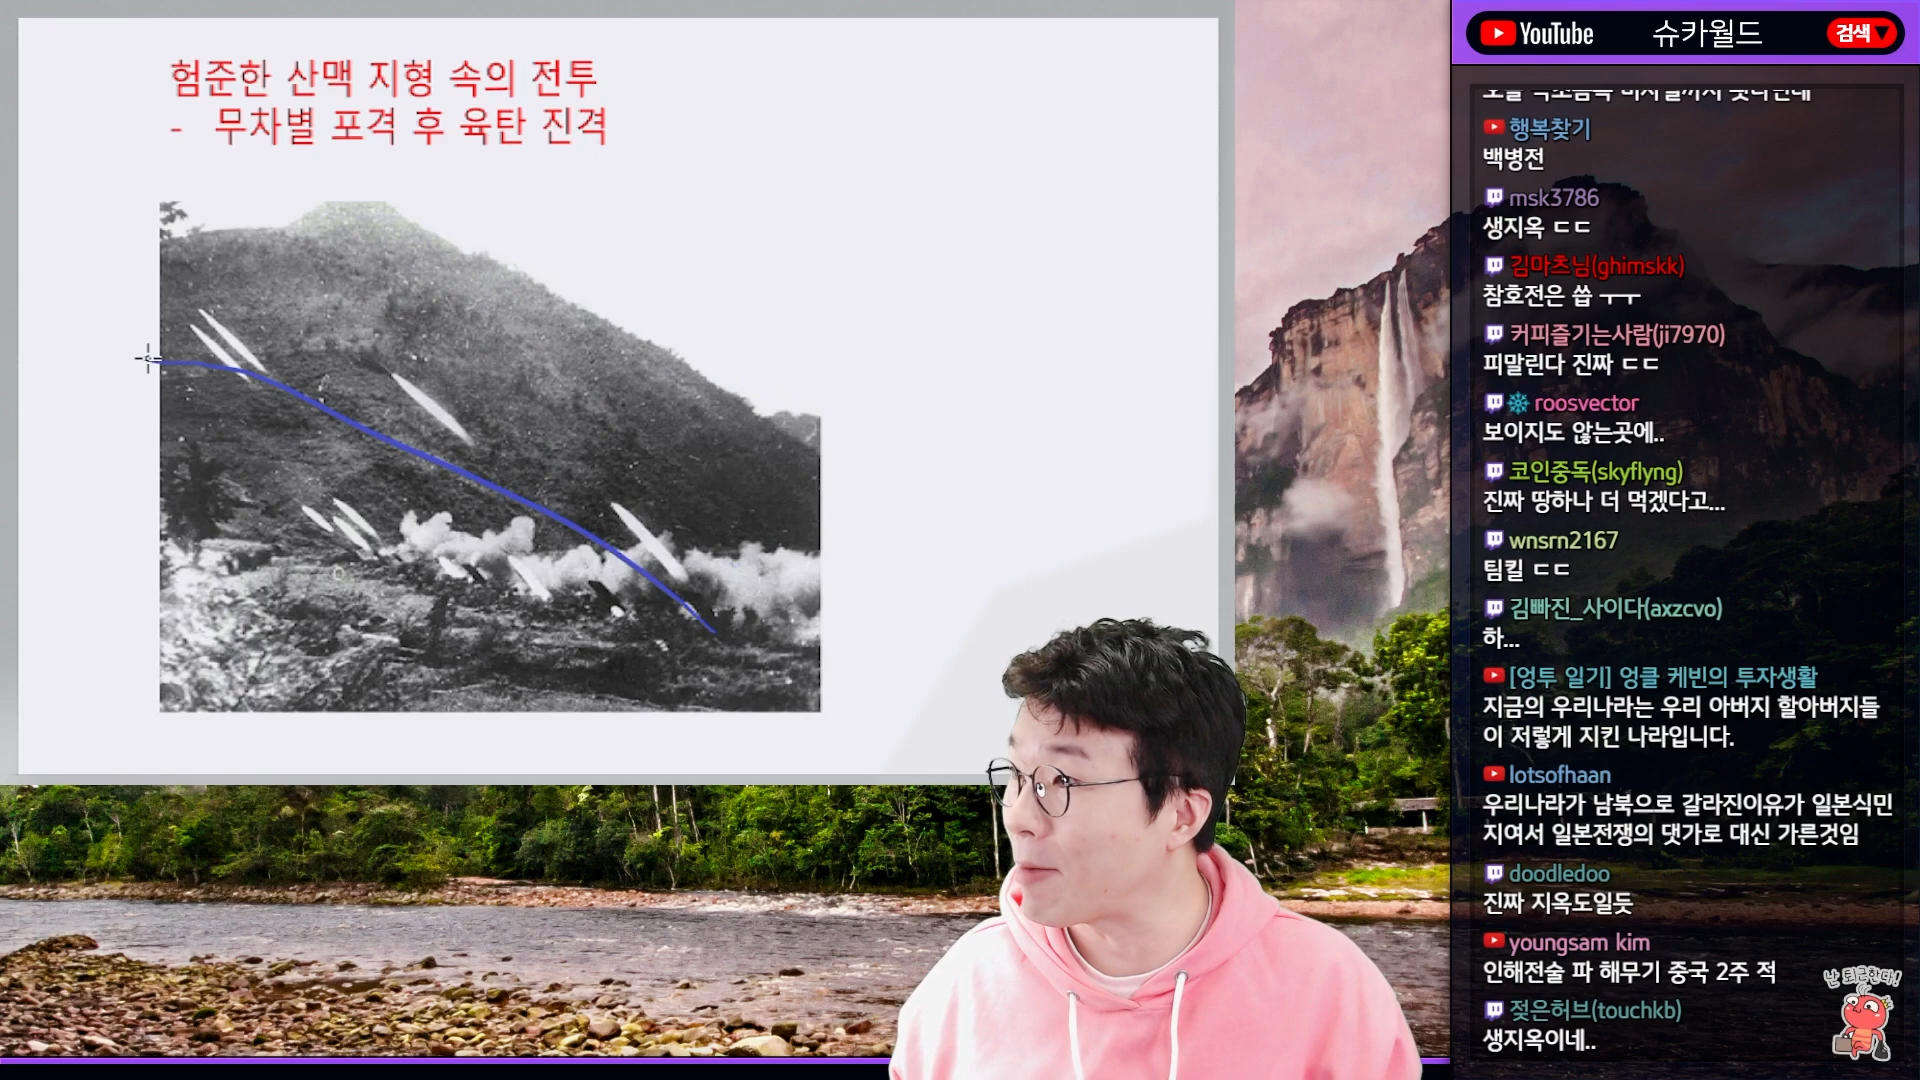 험준한 산맥 지형 속의 전투
- 무차별 포격 후 육탄 진격
YouTube 슈카월드 검색▼
행복찾기
백병전
msk3786
생지옥 ㄷㄷ
김마츠님(ghimskk)
참호전은 씁 ㅜㅜ
커피즐기는사람(ji7970)
피말린다 진짜 ㄷㄷ
roosvector
보이지도 않는곳에..
코인중독(skyflyng)
진짜 땅하나 더 먹겠다고...
wnsrn2167
팀킬 ㄷㄷ
김빠진_사이다(axzcvo)
하...
[엉투 일기] 엉클 케빈의 투자생활
지금의 우리나라는 우리 아버지 할아버지들
이 저렇게 지킨 나라입니다.
lotsofhaan
우리나라가 남북으로 갈라진이유가 일본식민
지여서 일본전쟁의 댓가로 대신 가른것임
doodledoo
진짜 지옥도일듯
youngsam kim
인해전술 파 해무기 중국 2주 적
젖은허브(touchkb)
생지옥이네..
난 퇴근한다!